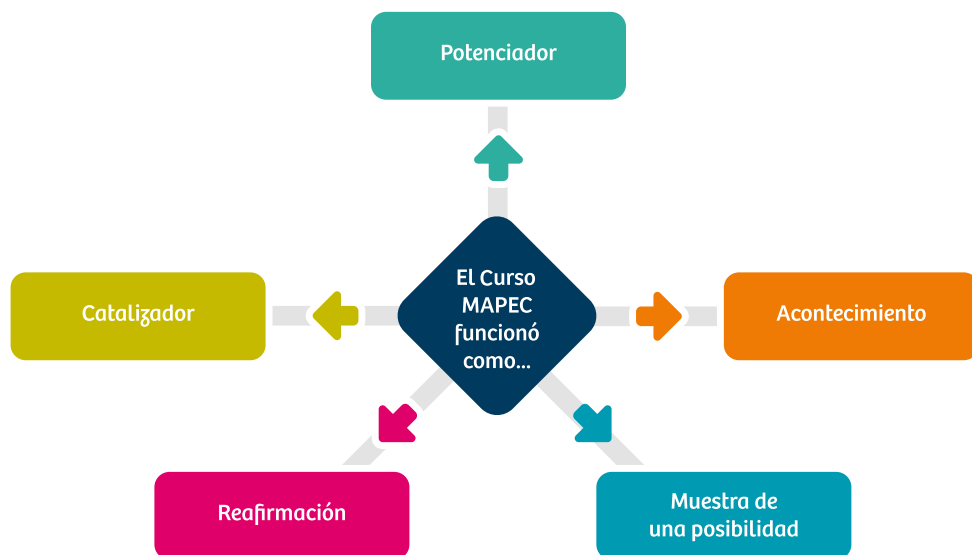 Potenciador
El Curso
MAPEC
funcionó
como...
Catalizador
Acontecimiento
Reafirmación
Muestra de
una posibilidad